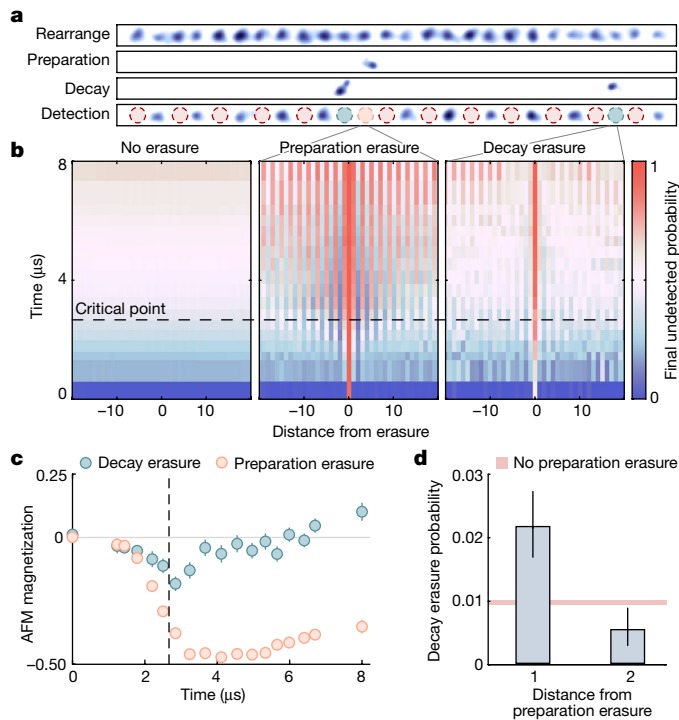 a
Rearrange
Preparation
Decay
Detection
b
No erasure
Preparation erasure
Decay erasure
8
4
0
Time (μs)
Critical point
−10 0 10
−10 0 10
−10 0 10
Distance from erasure
1
0
Final undetected probability
c
Decay erasure
Preparation erasure
0.25
0
−0.50
AFM magnetization
0 2 4 6 8
Time (μs)
d
No preparation erasure
0.03
0.02
0.01
0
Decay erasure probability
1 2
Distance from
preparation erasure